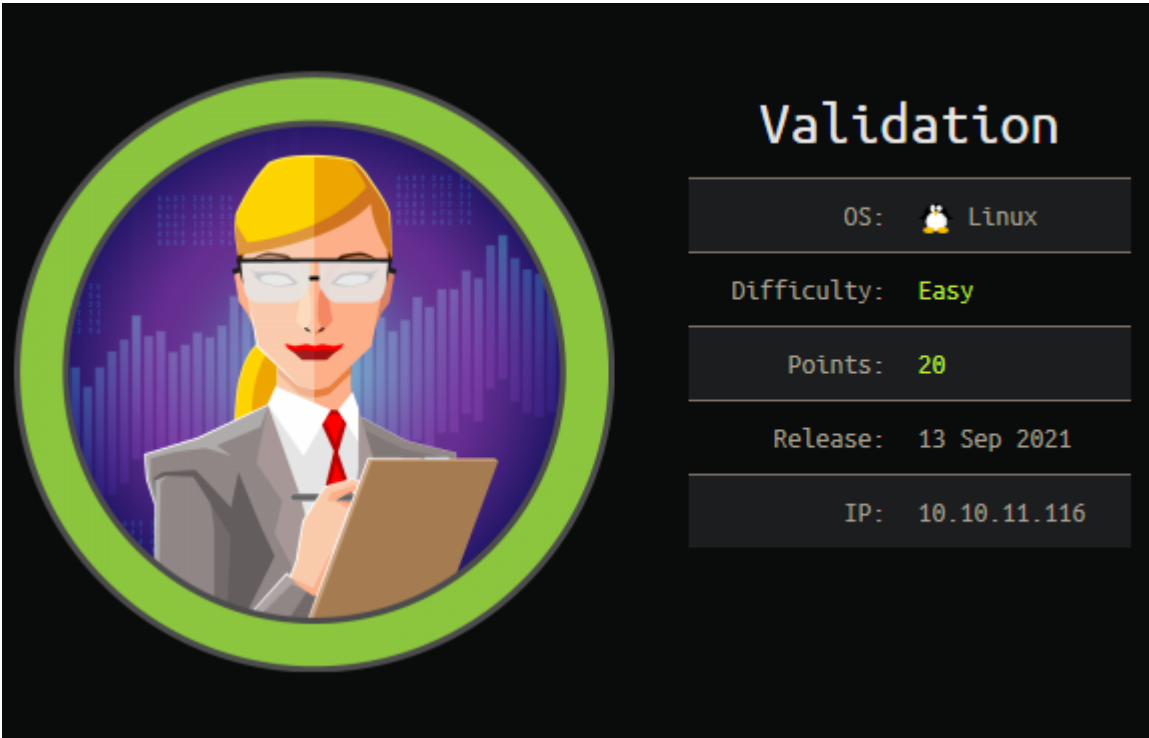 Validation
OS: Linux
Difficulty: Easy
Points: 20
Release: 13 Sep 2021
IP: 10.10.11.116